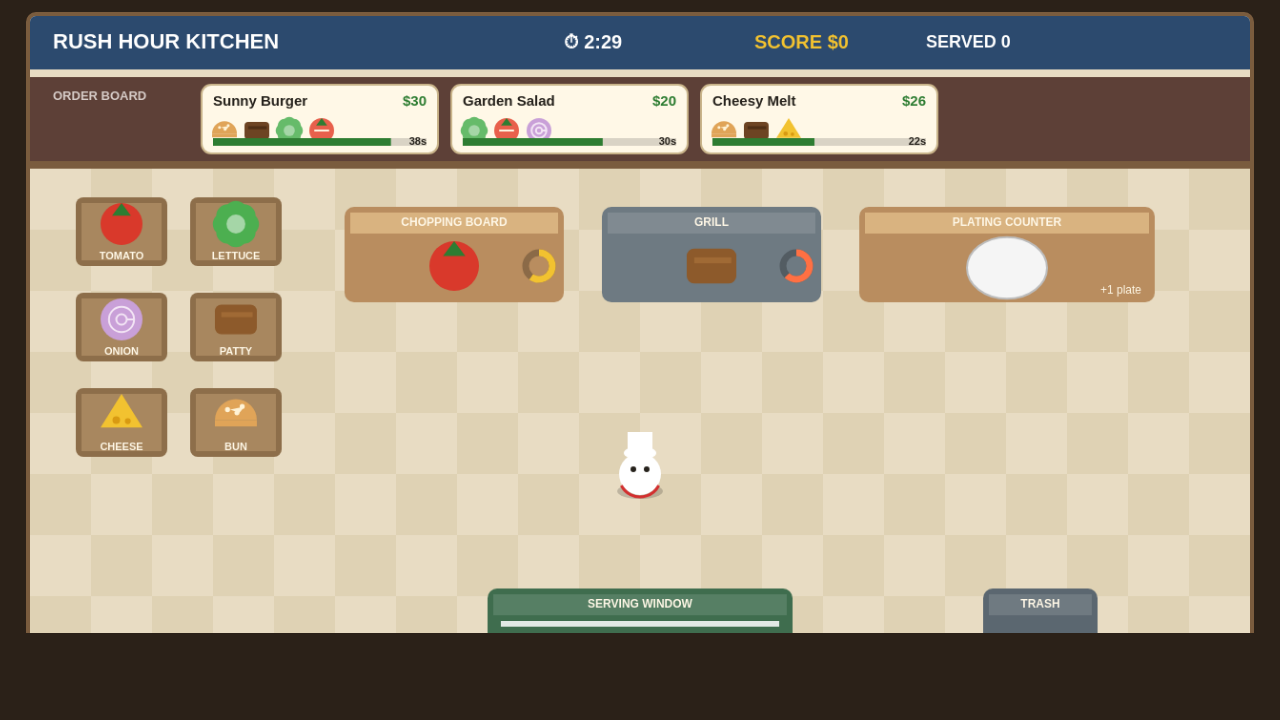 RUSH HOUR KITCHEN
⏱ 2:29
SCORE $0
SERVED 0
ORDER BOARD
Sunny Burger $30
38s
Garden Salad $20
30s
Cheesy Melt $26
22s
TOMATO
LETTUCE
ONION
PATTY
CHEESE
BUN
CHOPPING BOARD
GRILL
PLATING COUNTER
+1 plate
SERVING WINDOW
TRASH